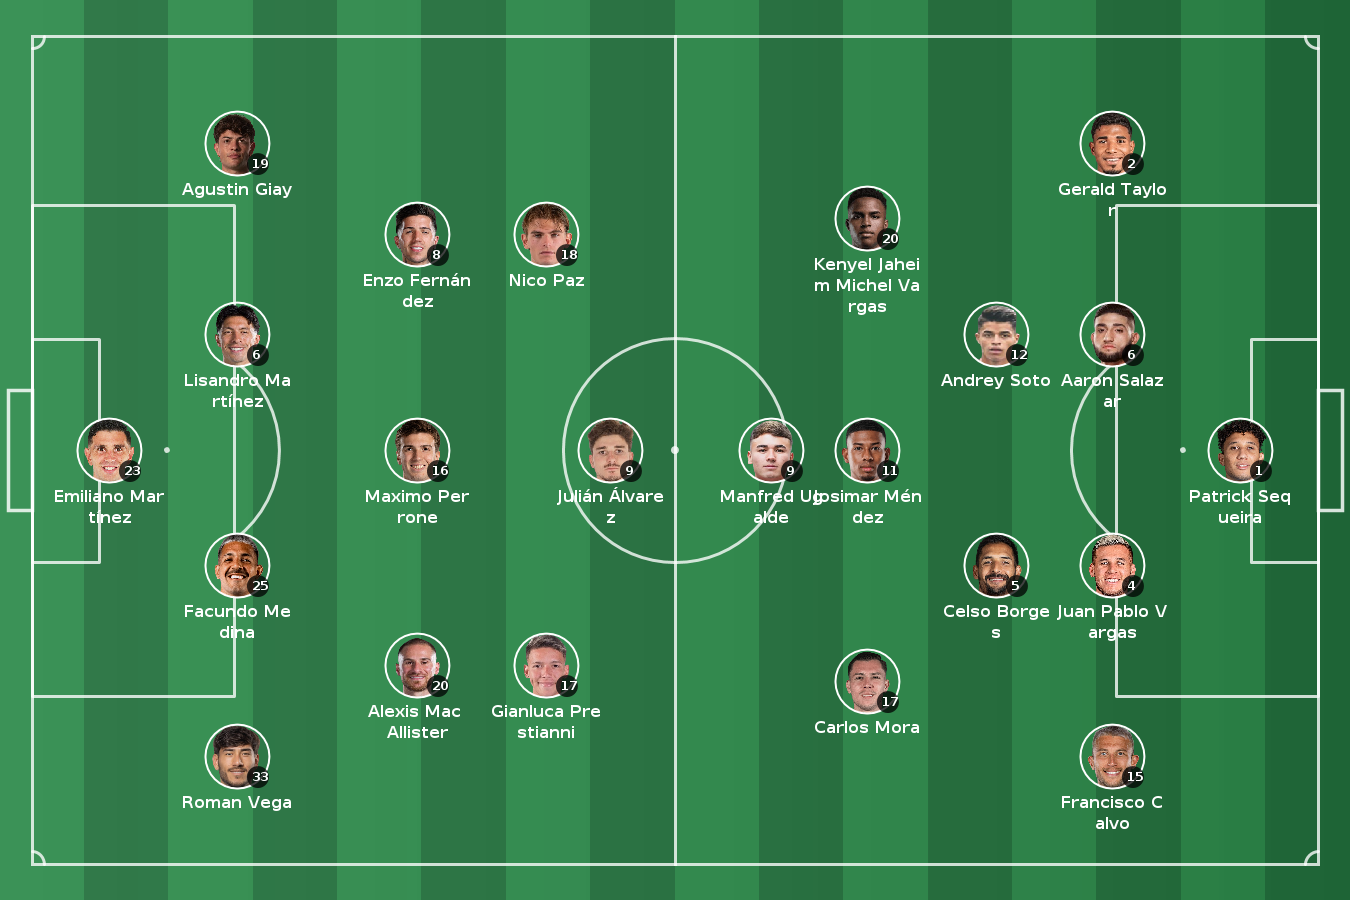 19
Agustin Giay
2
Gerald Taylo
r
8
Enzo Fernán
dez
18
Nico Paz
20
Kenyel Jahei
m Michel Va
rgas
6
Lisandro Ma
rtínez
12
Andrey Soto
6
Aaron Salaz
ar
23
Emiliano Mar
tínez
16
Maximo Per
rone
9
Julián Álvare
z
9
Manfred Ug
alde
11
Josimar Mén
dez
1
Patrick Seq
ueira
25
Facundo Me
dina
5
Celso Borge
s
4
Juan Pablo V
argas
20
Alexis Mac
Allister
17
Gianluca Pre
stianni
17
Carlos Mora
33
Roman Vega
15
Francisco C
alvo